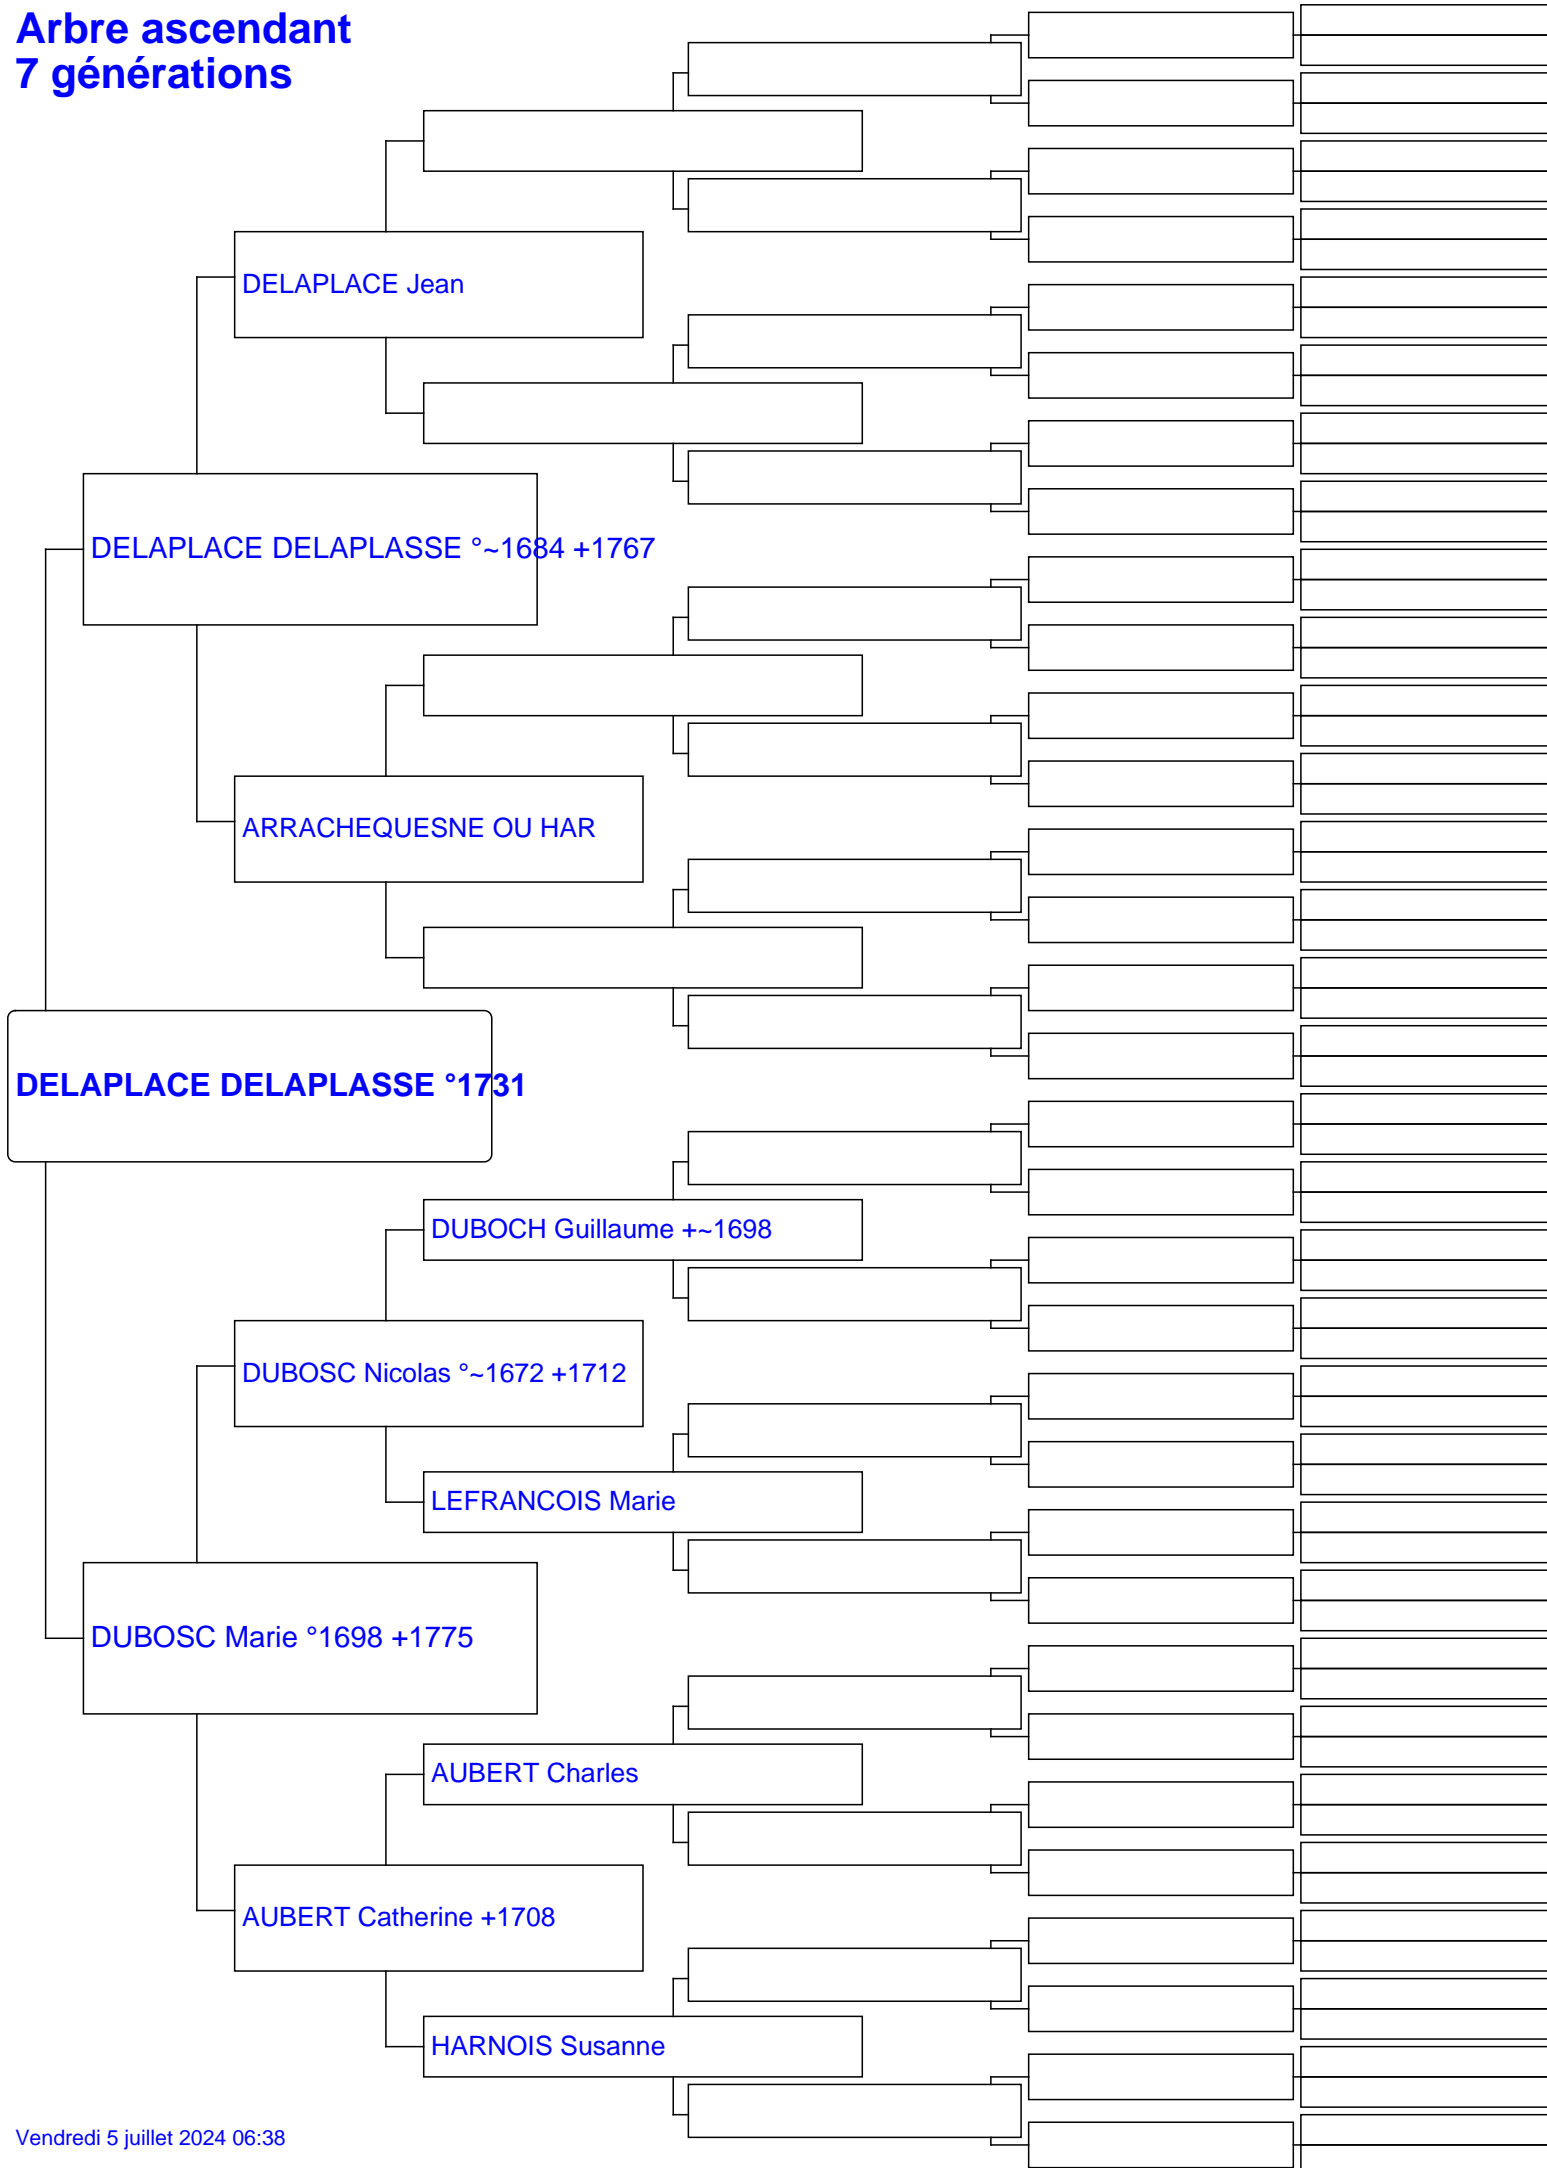 Arbre ascendant
7 générations
DELAPLACE Jean
DELAPLACE DELAPLASSE °~1684 +1767
ARRACHEQUESNE OU HAR
DELAPLACE DELAPLASSE °1731
DUBOCH Guillaume +~1698
DUBOSC Nicolas °~1672 +1712
LEFRANCOIS Marie
DUBOSC Marie °1698 +1775
AUBERT Charles
AUBERT Catherine +1708
HARNOIS Susanne
Vendredi 5 juillet 2024 06:38